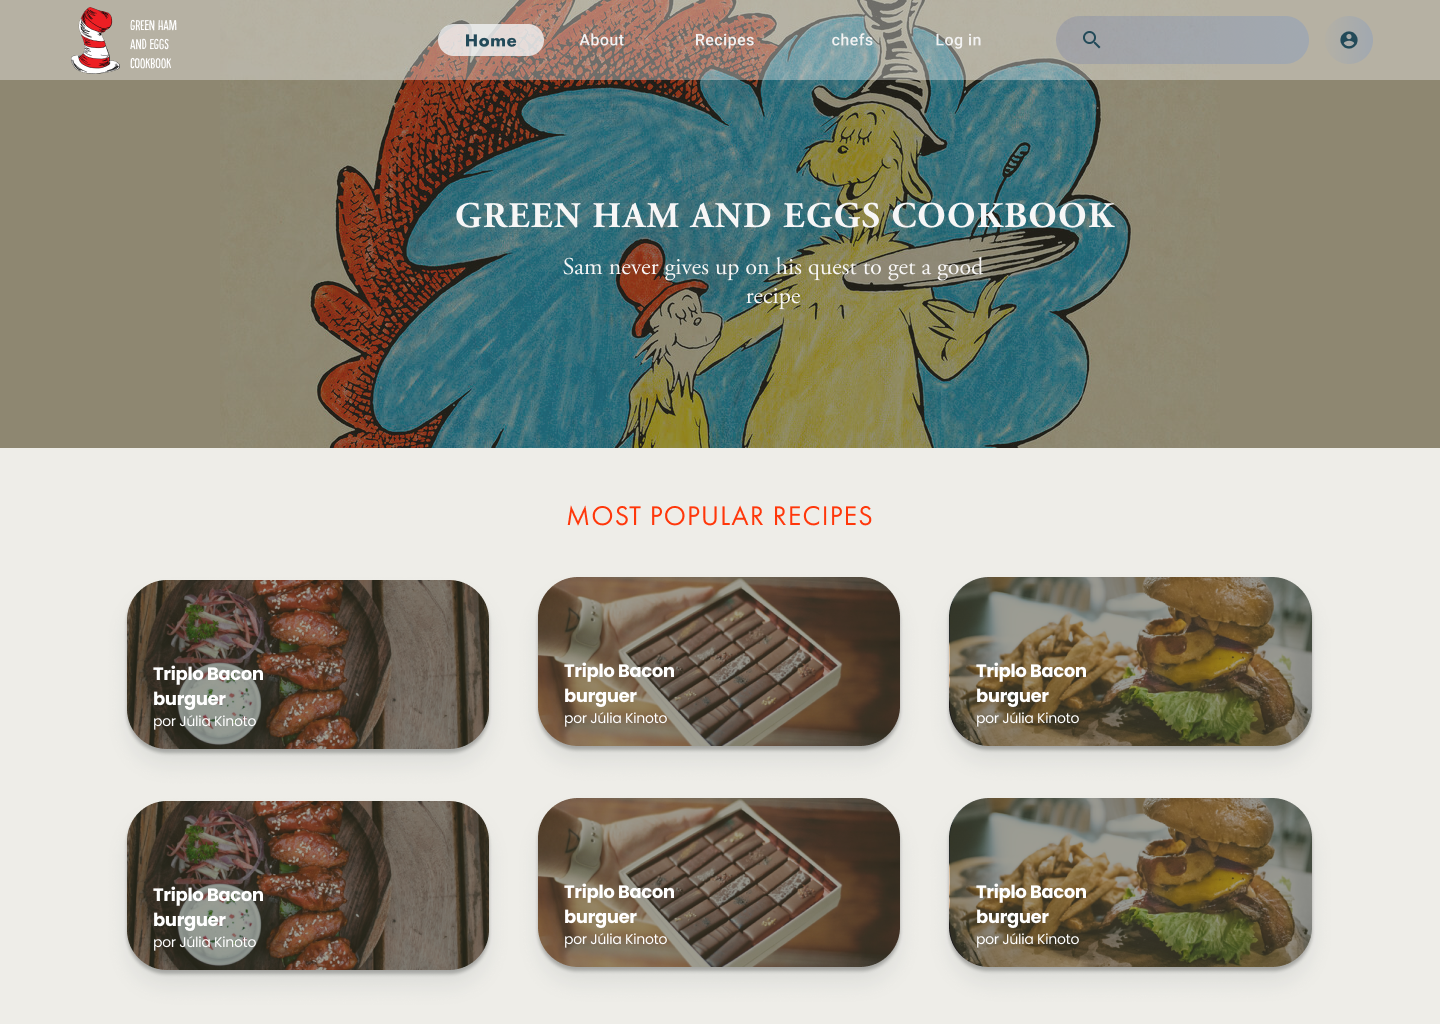 GREEN HAM
AND EGGS
COOKBOOK
Home
About
Recipes
chefs
Log in
GREEN HAM AND EGGS COOKBOOK
Sam never gives up on his quest to get a good
recipe
MOST POPULAR RECIPES
Triplo Bacon
burguer
por Júlia Kinoto
Triplo Bacon
burguer
por Júlia Kinoto
Triplo Bacon
burguer
por Júlia Kinoto
Triplo Bacon
burguer
por Júlia Kinoto
Triplo Bacon
burguer
por Júlia Kinoto
Triplo Bacon
burguer
por Júlia Kinoto